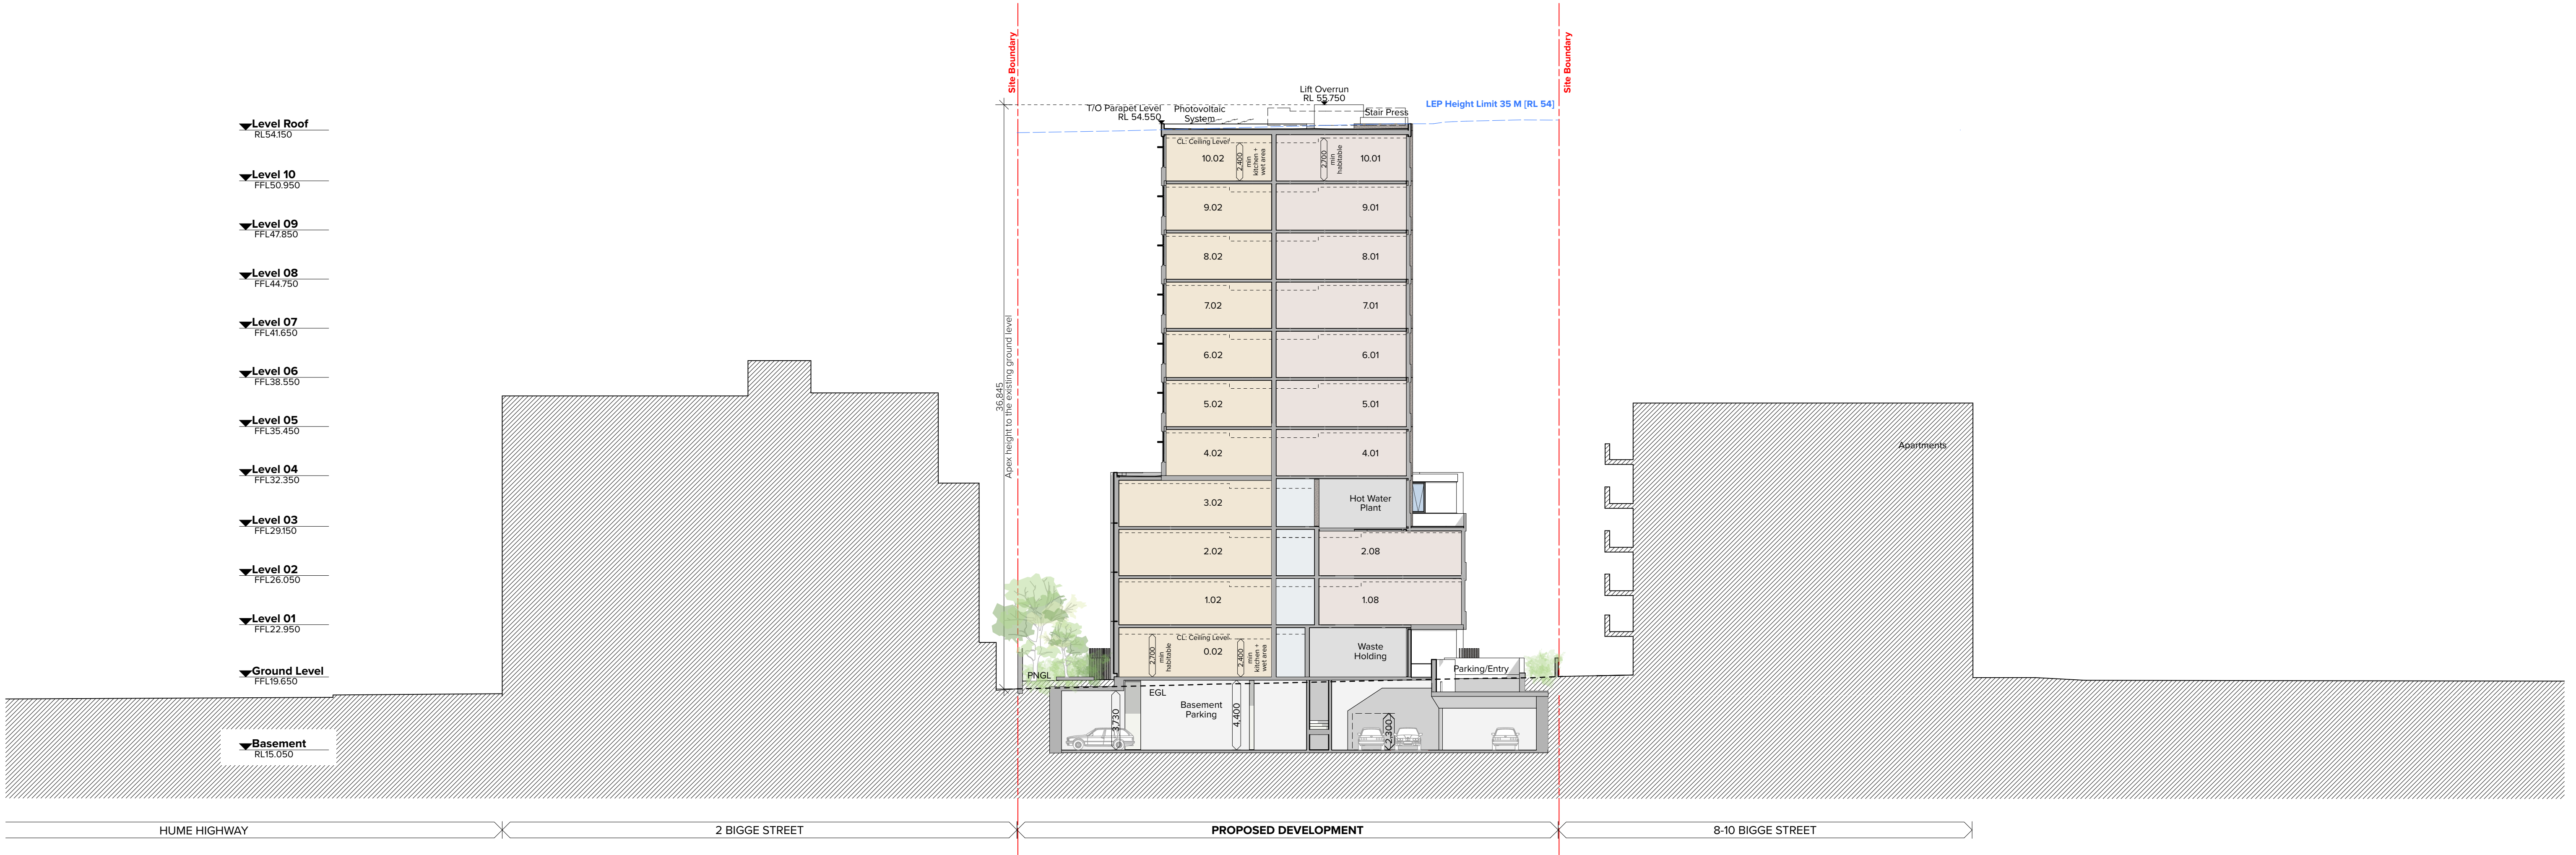 Site Boundary
Site Boundary
Lift Overrun
RL 55.750
LEP Height Limit 35 M [RL 54]
T/O Parapet Level
RL 54.550
Photovoltaic
System
Stair Press
Level Roof
RL54.150
CL: Ceiling Level
10.02
2,400
min
kitchen +
wet area
2,700
min
habitable
10.01
Level 10
FFL50.950
9.02
9.01
Level 09
FFL47.850
8.02
8.01
Level 08
FFL44.750
7.02
7.01
Level 07
FFL41.650
6.02
6.01
Level 06
FFL38.550
36,845
Apex height to the existing ground level
5.02
5.01
Level 05
FFL35.450
4.02
4.01
Apartments
Level 04
FFL32.350
3.02
Hot Water
Plant
Level 03
FFL29.150
2.02
2.08
Level 02
FFL26.050
1.02
1.08
Level 01
FFL22.950
CL: Ceiling Level
0.02
2,700
min
habitable
2,400
min
kitchen +
wet area
Waste
Holding
Parking/Entry
Level Ground
Ground Level
FFL19.650
PNGL
EGL
Basement
Parking
3,730
4,400
2,300
Basement
RL15.050
HUME HIGHWAY
2 BIGGE STREET
PROPOSED DEVELOPMENT
8-10 BIGGE STREET